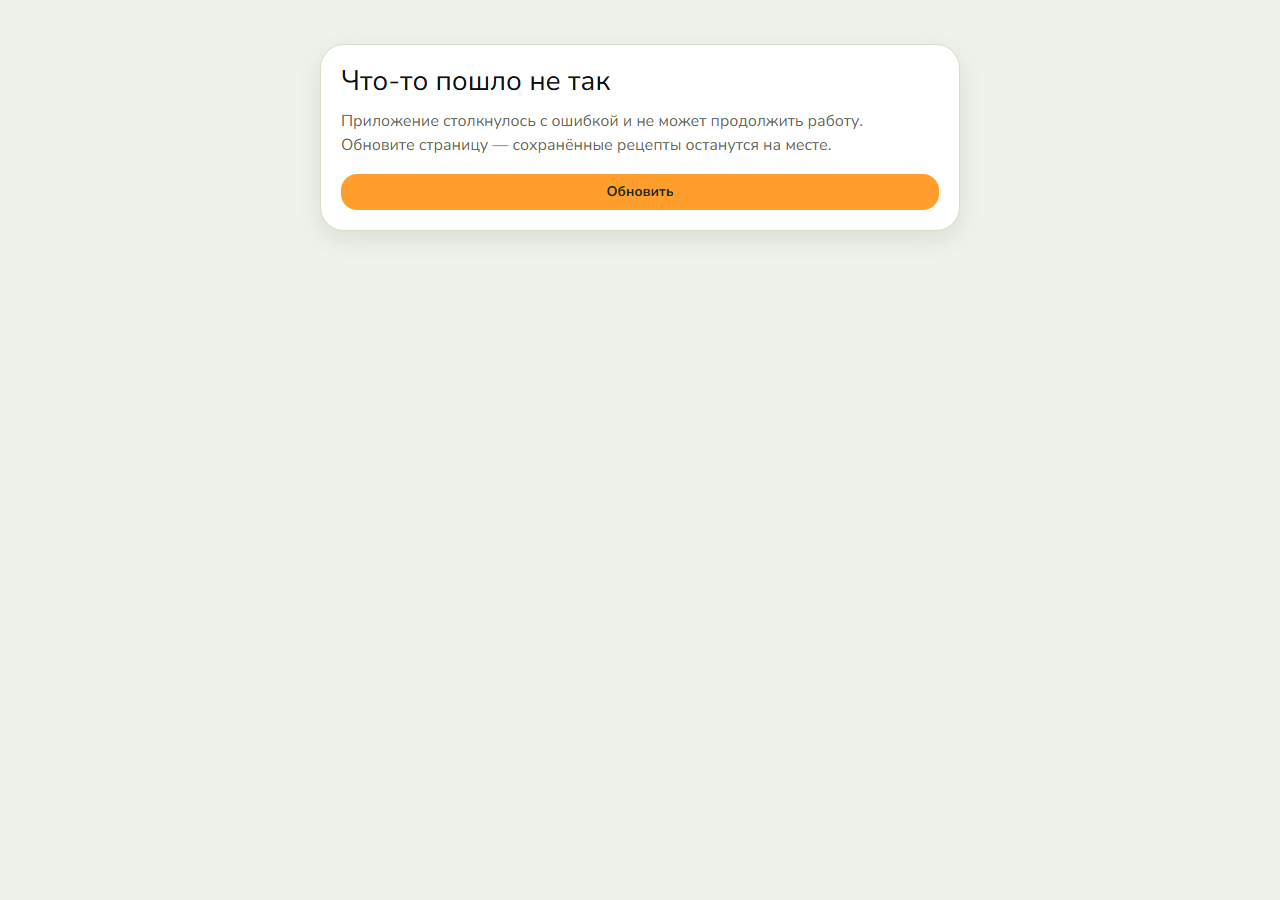 Что-то пошло не так
Приложение столкнулось с ошибкой и не может продолжить работу.
Обновите страницу — сохранённые рецепты останутся на месте.
Обновить